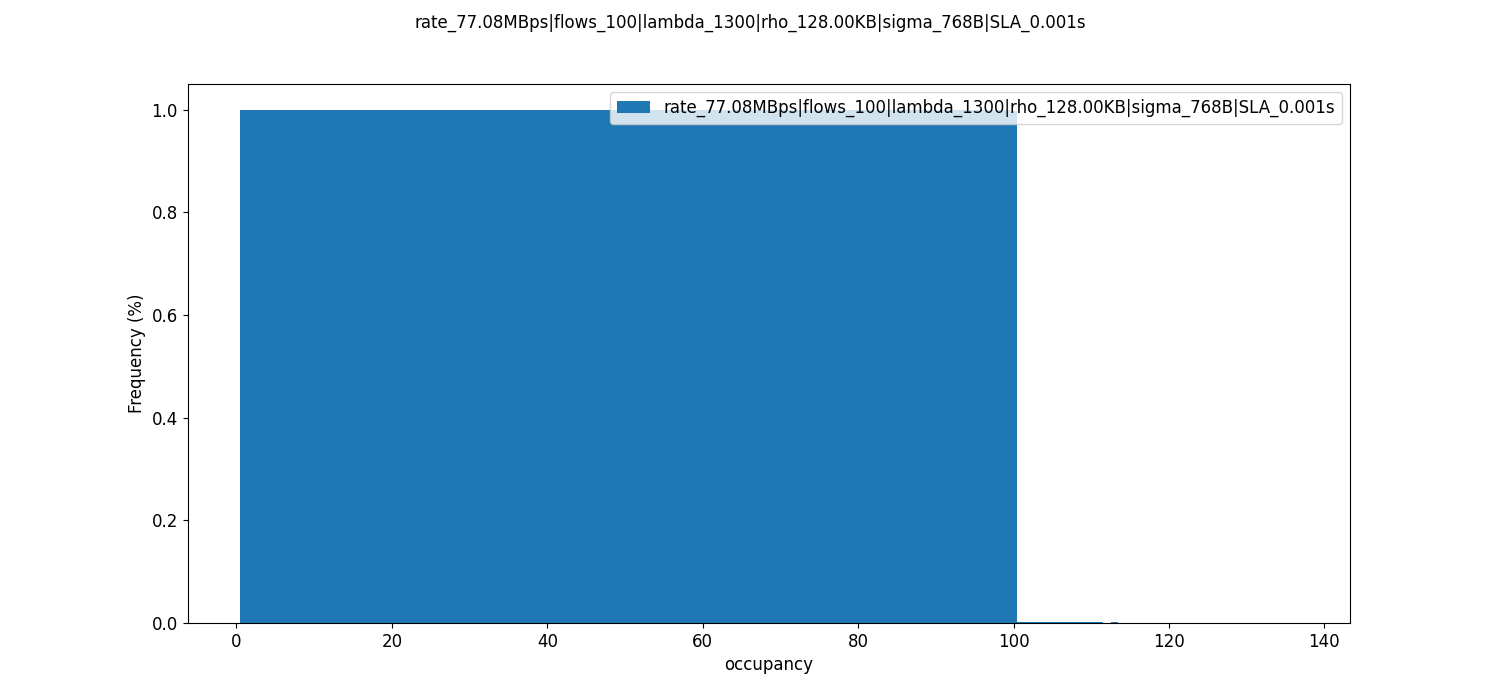 rate_77.08MBps|flows_100|lambda_1300|rho_128.00KB|sigma_768B|SLA_0.001s
rate_77.08MBps|flows_100|lambda_1300|rho_128.00KB|sigma_768B|SLA_0.001s
1.0
0.8
0.6
0.4
0.2
0.0
Frequency (%)
0 20 40 60 80 100 120 140
occupancy